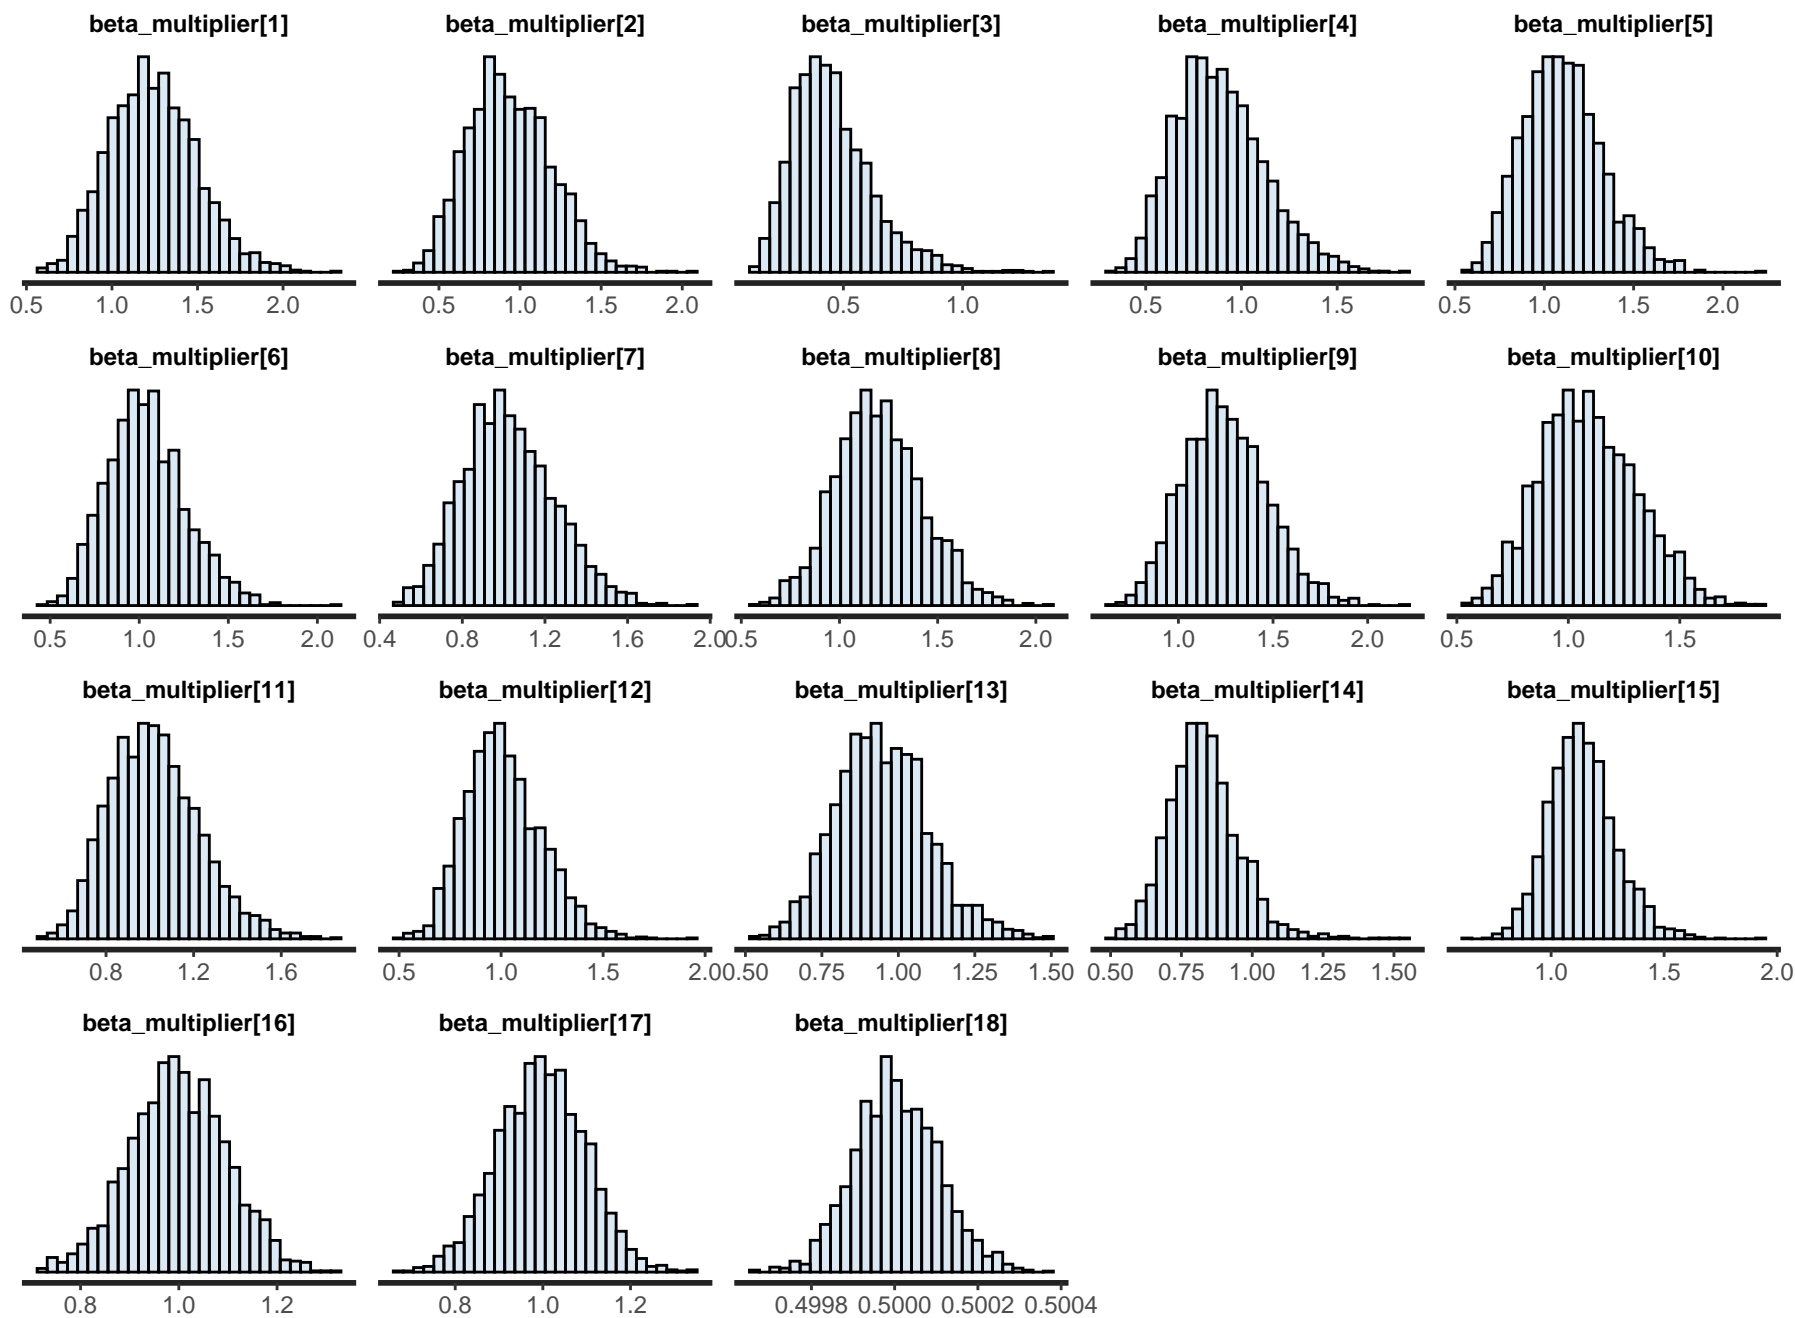 beta_multiplier[1] beta_multiplier[2] beta_multiplier[3] beta_multiplier[4] beta_multiplier[5]
0.5 1.0 1.5 2.0 0.5 1.0 1.5 2.0 0.5 1.0 0.5 1.0 1.5 0.5 1.0 1.5 2.0
beta_multiplier[6] beta_multiplier[7] beta_multiplier[8] beta_multiplier[9] beta_multiplier[10]
0.5 1.0 1.5 2.0 0.4 0.8 1.2 1.6 2.0 0.5 1.0 1.5 2.0 1.0 1.5 2.0 0.5 1.0 1.5
beta_multiplier[11] beta_multiplier[12] beta_multiplier[13] beta_multiplier[14] beta_multiplier[15]
0.8 1.2 1.6 0.5 1.0 1.5 2.0 0.50 0.75 1.00 1.25 1.50 0.50 0.75 1.00 1.25 1.50 1.0 1.5 2.0
beta_multiplier[16] beta_multiplier[17] beta_multiplier[18]
0.8 1.0 1.2 0.8 1.0 1.2 0.4998 0.5000 0.5002 0.5004